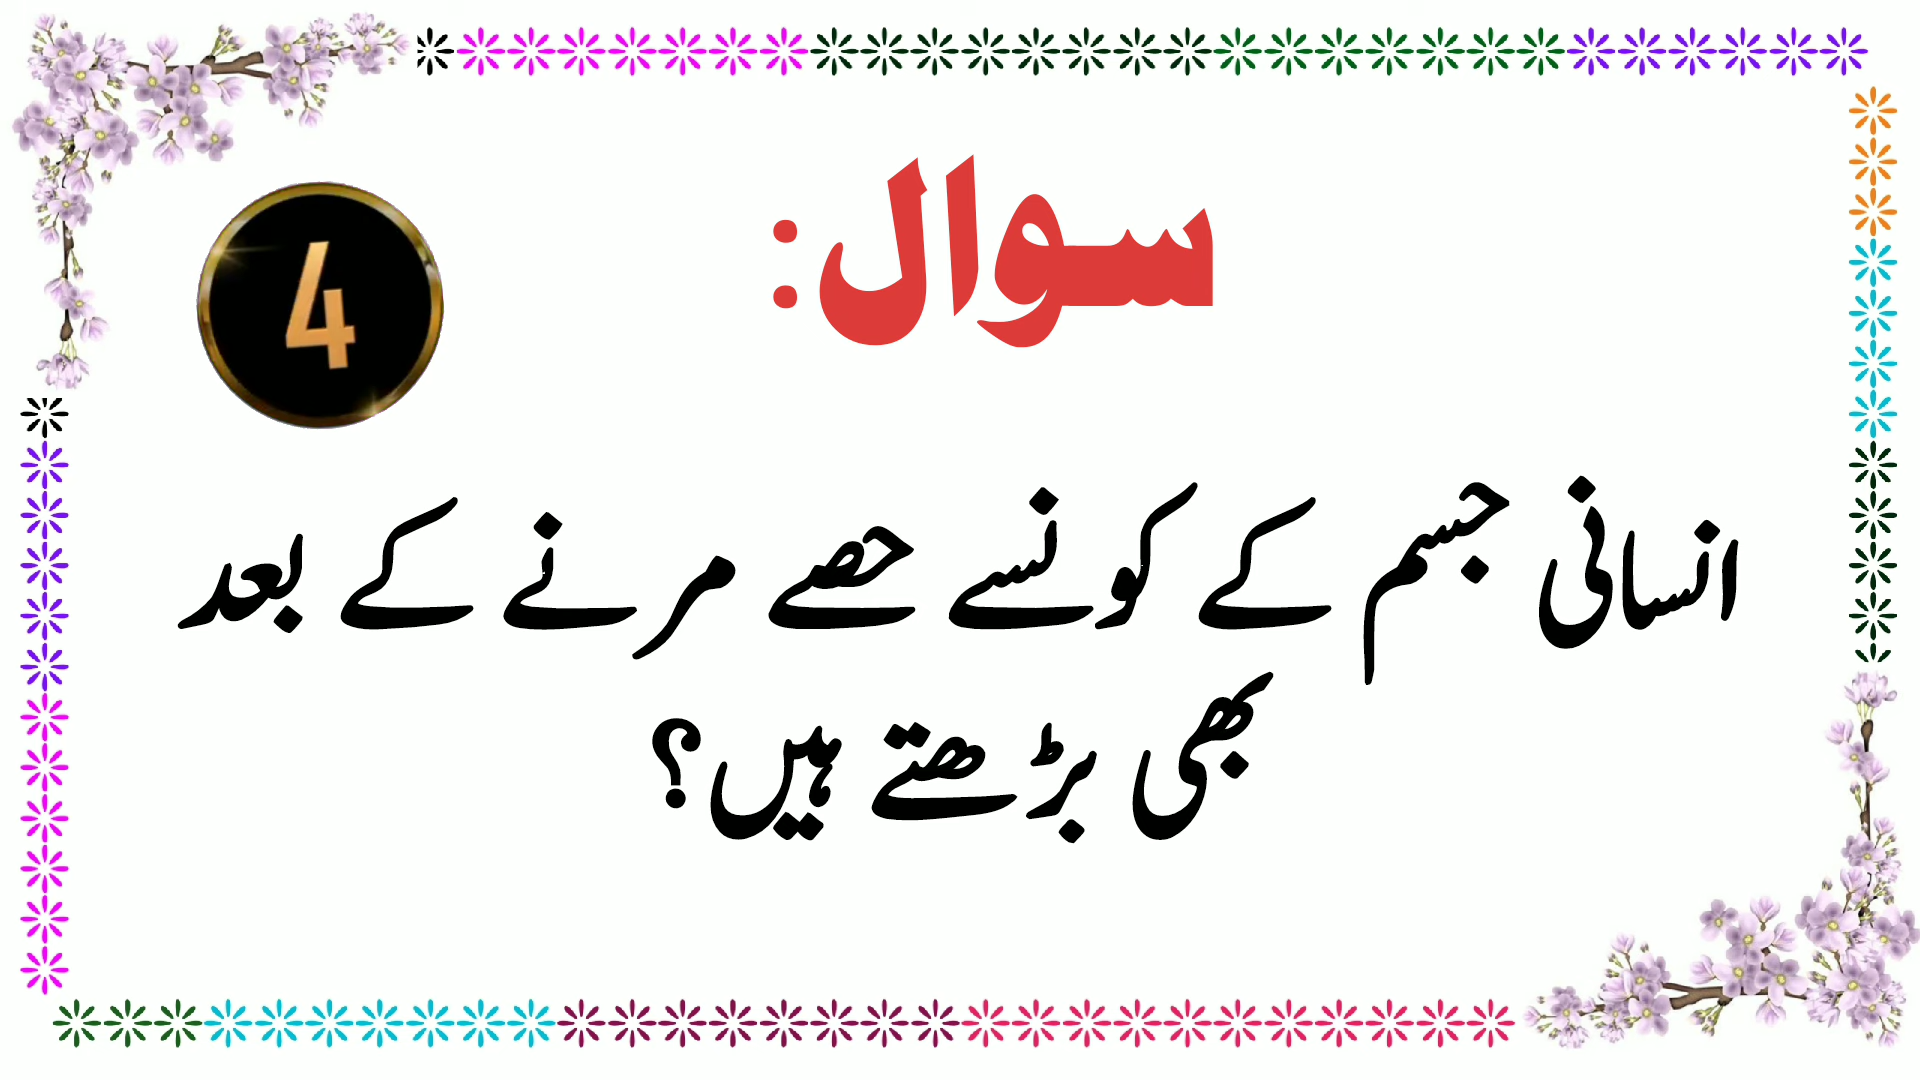 سوال:
4
انسانی جسم کے کونسے حصے مرنے کے بعد
بھی بڑھتے ہیں؟